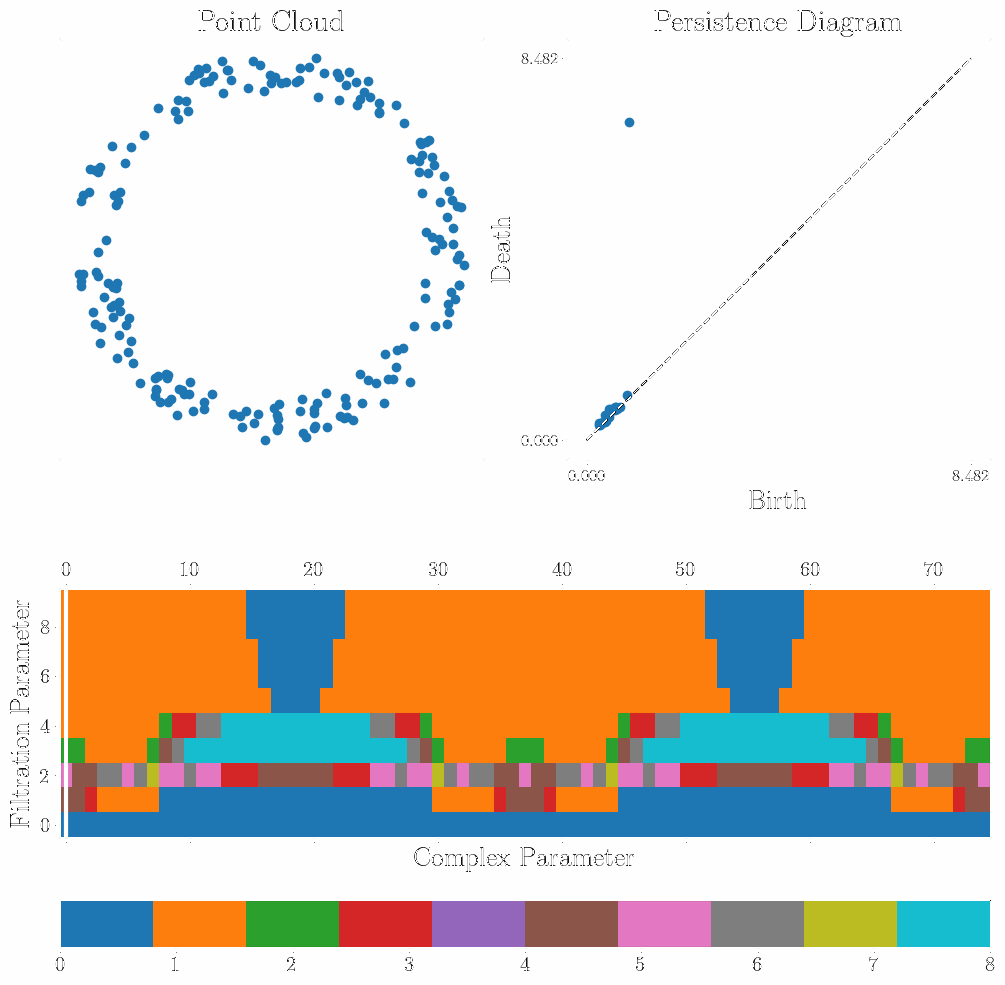 Point Cloud
Persistence Diagram
8.482
Death
0.000
0.000 8.482
Birth
0 10 20 30 40 50 60 70
Filtration Parameter
8
6
4
2
0
Complex Parameter
0 1 2 3 4 5 6 7 8